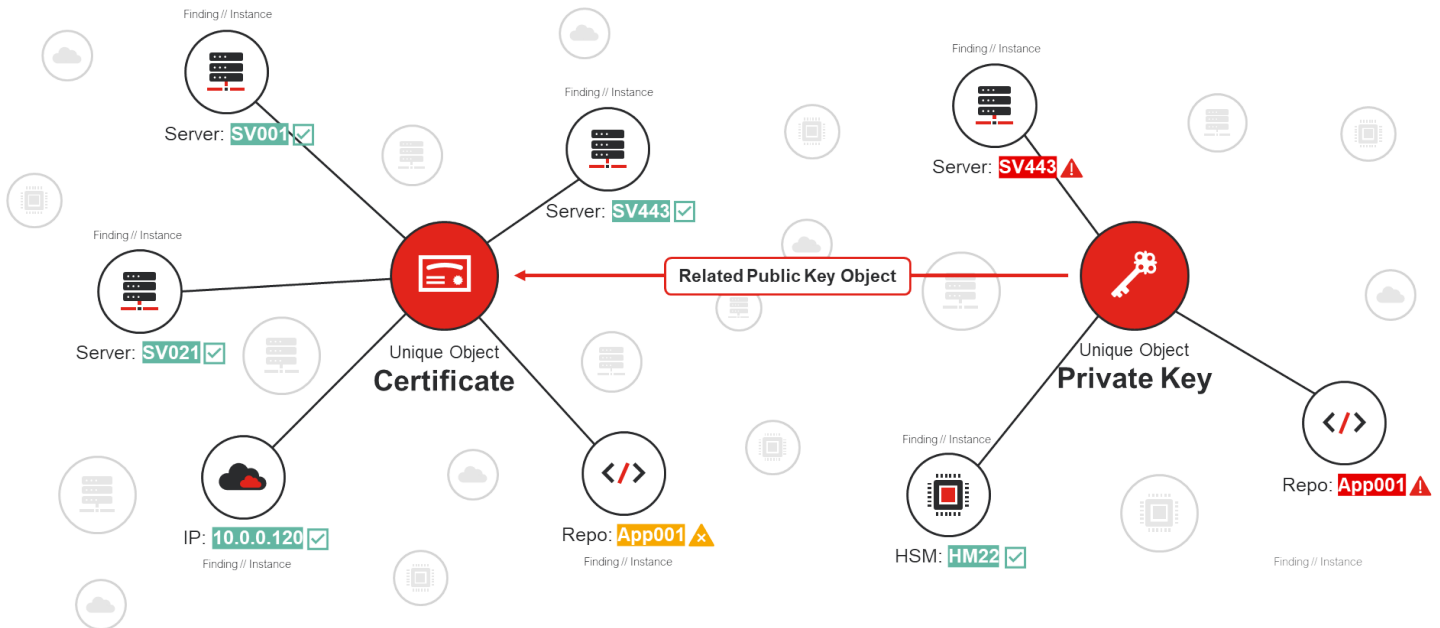 Finding // Instance
Server: SV001
Finding // Instance
Server: SV443
Finding // Instance
Server: SV021
Unique Object
Certificate
IP: 10.0.0.120
Finding // Instance
Repo: App001
Finding // Instance
Related Public Key Object
Finding // Instance
Server: SV443
Unique Object
Private Key
Finding // Instance
HSM: HM22
Repo: App001
Finding // Instance